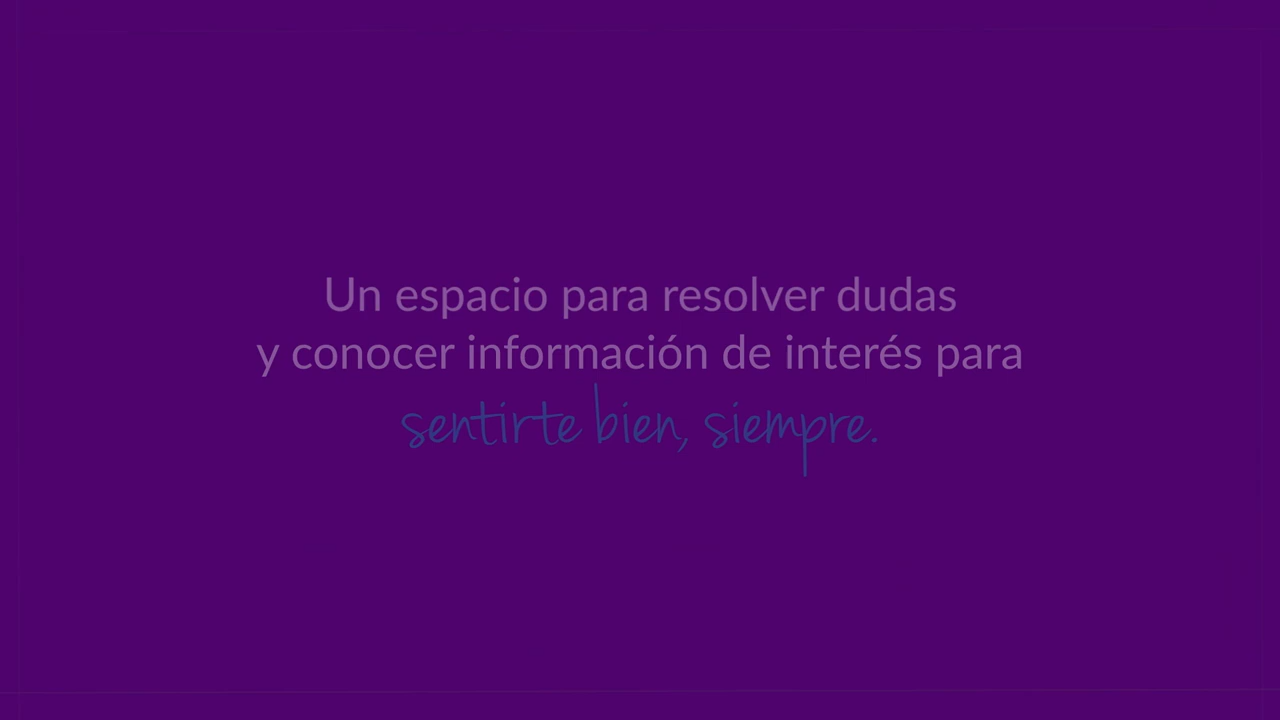 Un espacio para resolver dudas
y conocer información de interés para
sentirte bien, siempre.